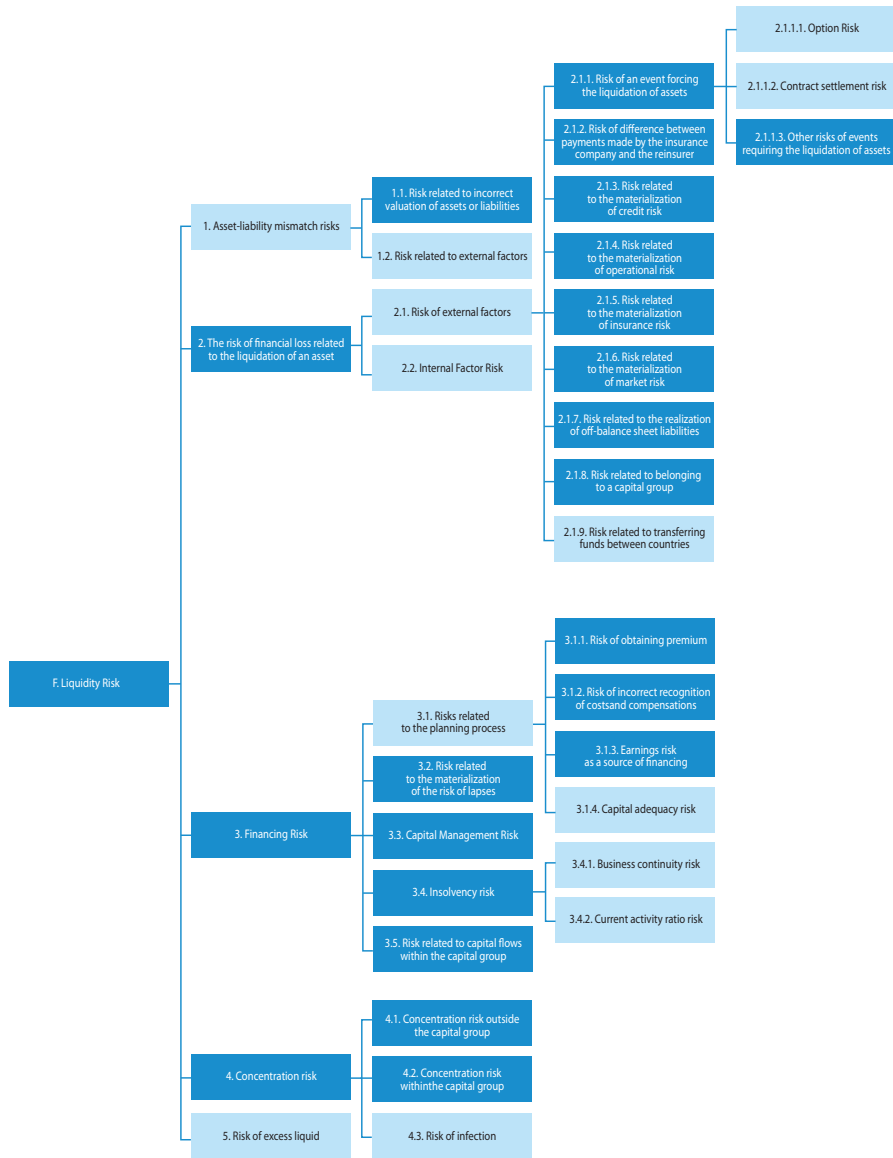 F. Liquidity Risk
1. Asset-liability mismatch risks
1.1. Risk related to incorrect
valuation of assets or liabilities
1.2. Risk related to external factors
2. The risk of financial loss related
to the liquidation of an asset
2.1. Risk of external factors
2.1.1. Risk of an event forcing
the liquidation of assets
2.1.1.1. Option Risk
2.1.1.2. Contract settlement risk
2.1.1.3. Other risks of events
requiring the liquidation of assets
2.1.2. Risk of difference between
payments made by the insurance
company and the reinsurer
2.1.3. Risk related
to the materialization
of credit risk
2.1.4. Risk related
to the materialization
of operational risk
2.1.5. Risk related
to the materialization
of insurance risk
2.1.6. Risk related
to the materialization
of market risk
2.1.7. Risk related to the realization
of off-balance sheet liabilities
2.1.8. Risk related to belonging
to a capital group
2.1.9. Risk related to transferring
funds between countries
2.2. Internal Factor Risk
3. Financing Risk
3.1. Risks related
to the planning process
3.1.1. Risk of obtaining premium
3.1.2. Risk of incorrect recognition
of costsand compensations
3.1.3. Earnings risk
as a source of financing
3.1.4. Capital adequacy risk
3.2. Risk related
to the materialization
of the risk of lapses
3.3. Capital Management Risk
3.4. Insolvency risk
3.4.1. Business continuity risk
3.4.2. Current activity ratio risk
3.5. Risk related to capital flows
within the capital group
4. Concentration risk
4.1. Concentration risk outside
the capital group
4.2. Concentration risk
withinthe capital group
4.3. Risk of infection
5. Risk of excess liquid